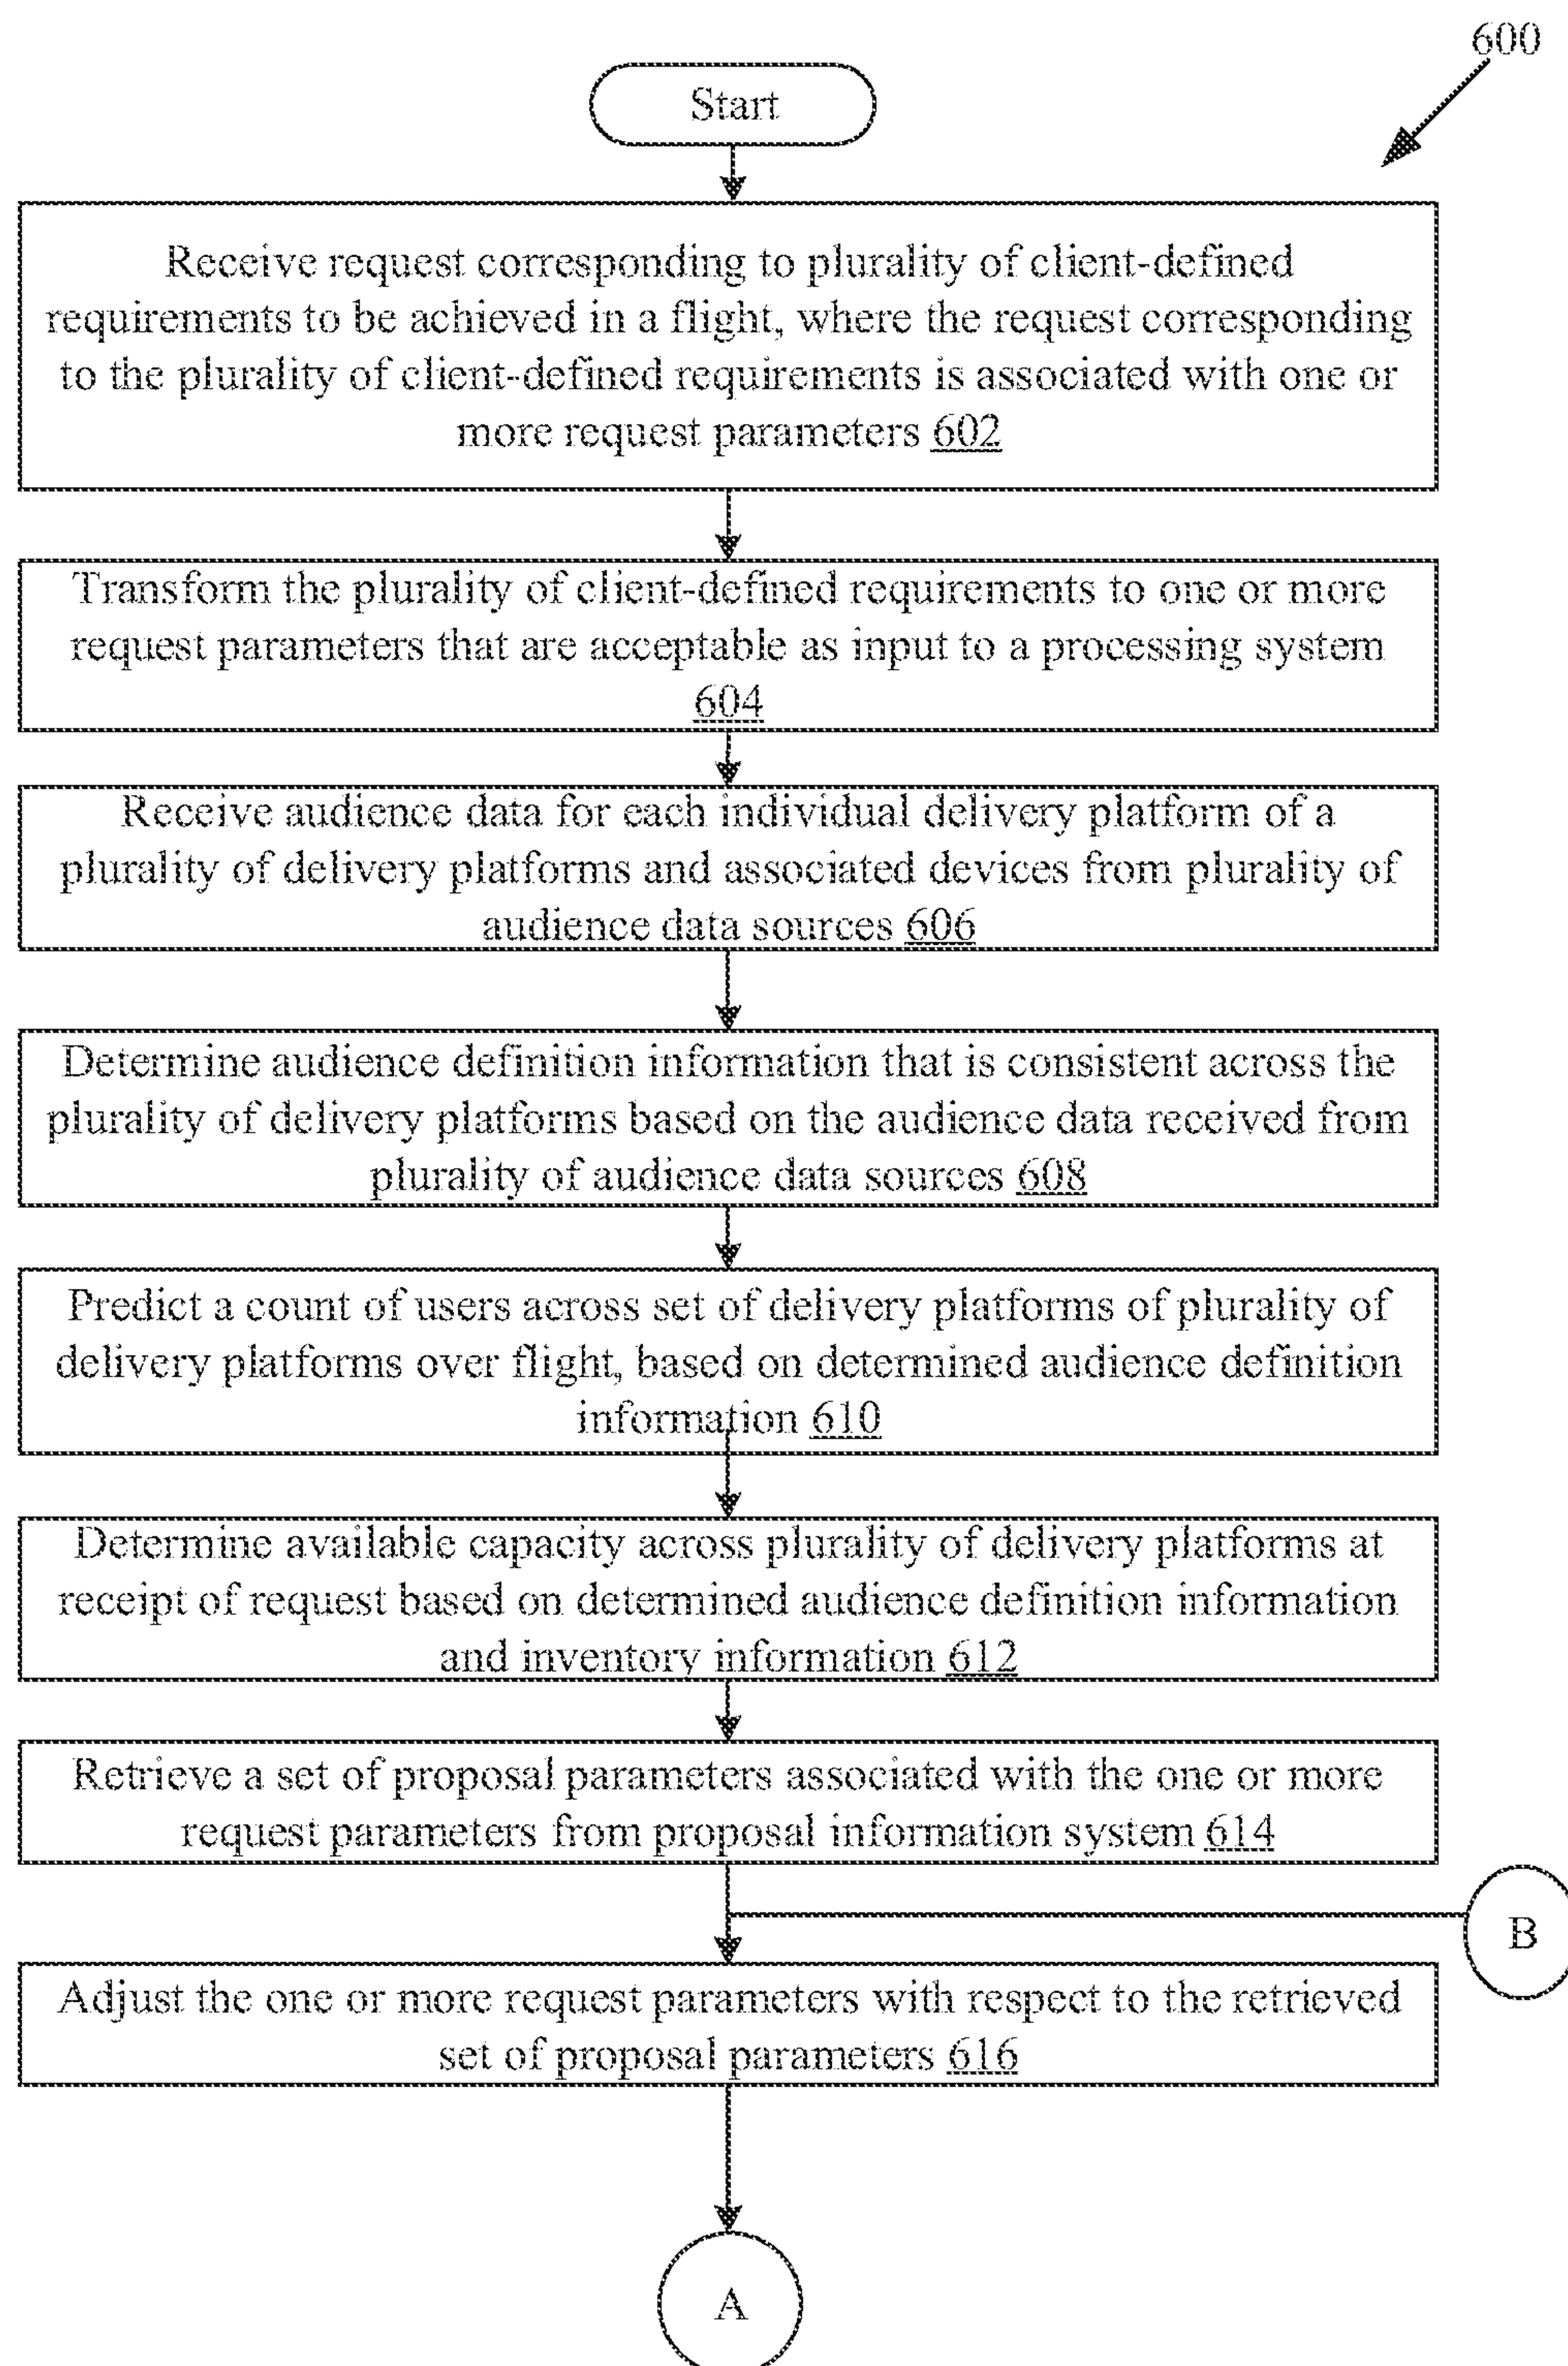 600
Start
Receive request corresponding to plurality of client-defined
requirements to be achieved in a flight, where the request corresponding
to the plurality of client-defined requirements is associated with one or
more request parameters 602
Transform the plurality of client-defined requirements to one or more
request parameters that are acceptable as input to a processing system
604
Receive audience data for each individual delivery platform of a
plurality of delivery platforms and associated devices from plurality of
audience data sources 606
Determine audience definition information that is consistent across the
plurality of delivery platforms based on the audience data received from
plurality of audience data sources 608
Predict a count of users across set of delivery platforms of plurality of
delivery platforms over flight, based on determined audience definition
information 610
Determine available capacity across plurality of delivery platforms at
receipt of request based on determined audience definition information
and inventory information 612
Retrieve a set of proposal parameters associated with the one or more
request parameters from proposal information system 614
B
Adjust the one or more request parameters with respect to the retrieved
set of proposal parameters 616
A